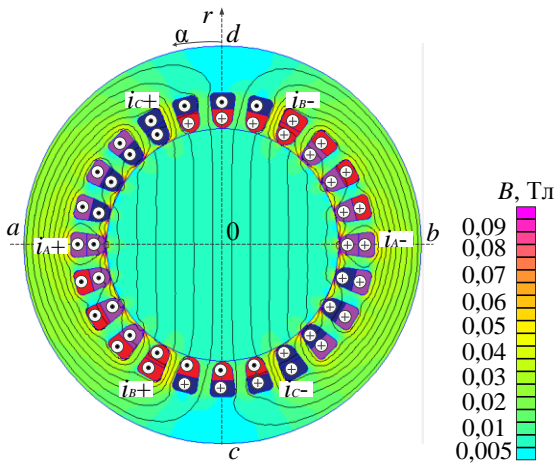 r d
α
iC+ iB-
a 0 b
iA+ iA-
iB+ iC-
c
B, Тл
0,09
0,08
0,07
0,06
0,05
0,04
0,03
0,02
0,01
0,005